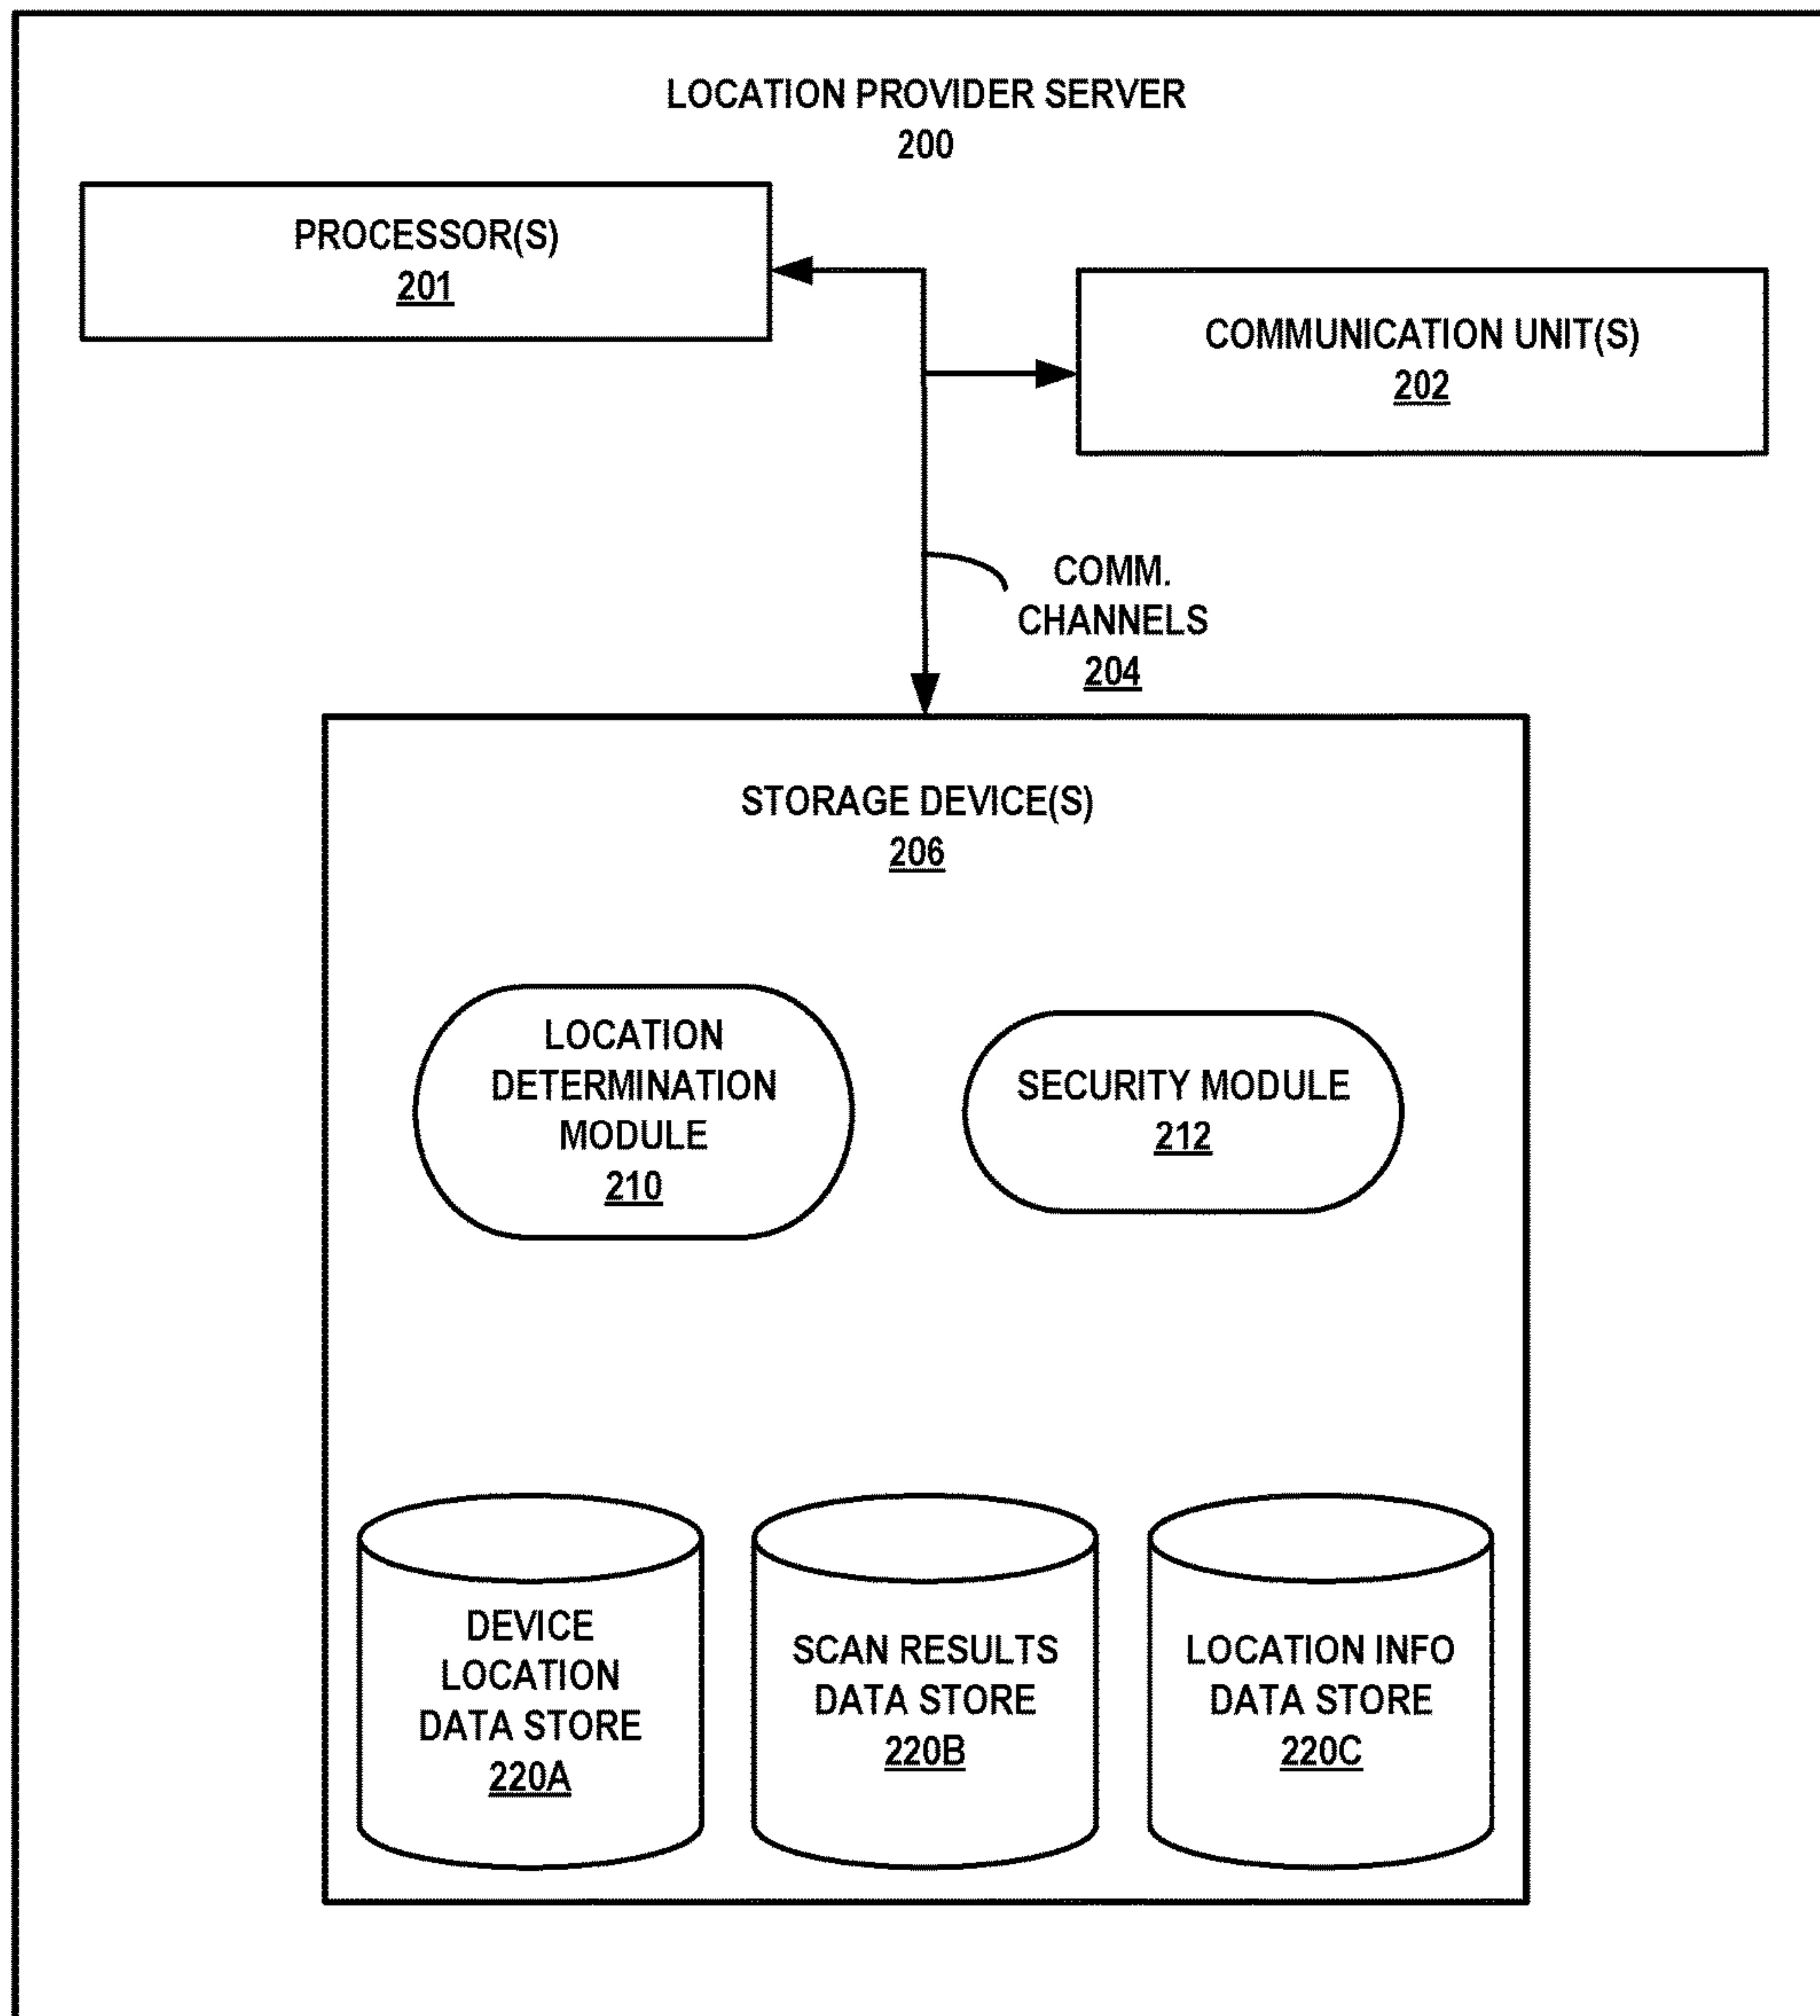 LOCATION PROVIDER SERVER
200
PROCESSOR(S)
201
COMMUNICATION UNIT(S)
202
COMM.
CHANNELS
204
STORAGE DEVICE(S)
206
LOCATION
DETERMINATION
MODULE
210
SECURITY MODULE
212
DEVICE
LOCATION
DATA STORE
220A
SCAN RESULTS
DATA STORE
220B
LOCATION INFO
DATA STORE
220C